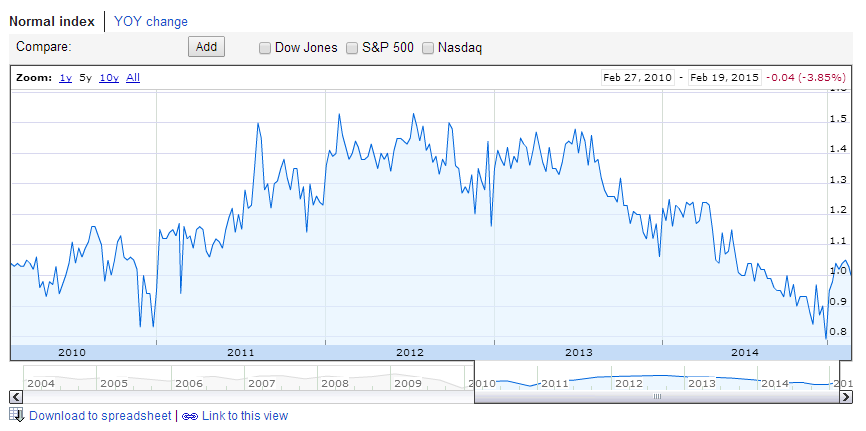 Normal index | YOY change
Compare: Add Dow Jones S&P 500 Nasdaq
Zoom: 1y 5y 10y All Feb 27, 2010 - Feb 19, 2015 -0.04 (-3.85%)
1.6
1.5
1.4
1.3
1.2
1.1
1.0
0.9
0.8
2010 2011 2012 2013 2014
2004 2005 2006 2007 2008 2009 2010 2011 2012 2013 2014 201
Download to spreadsheet | Link to this view